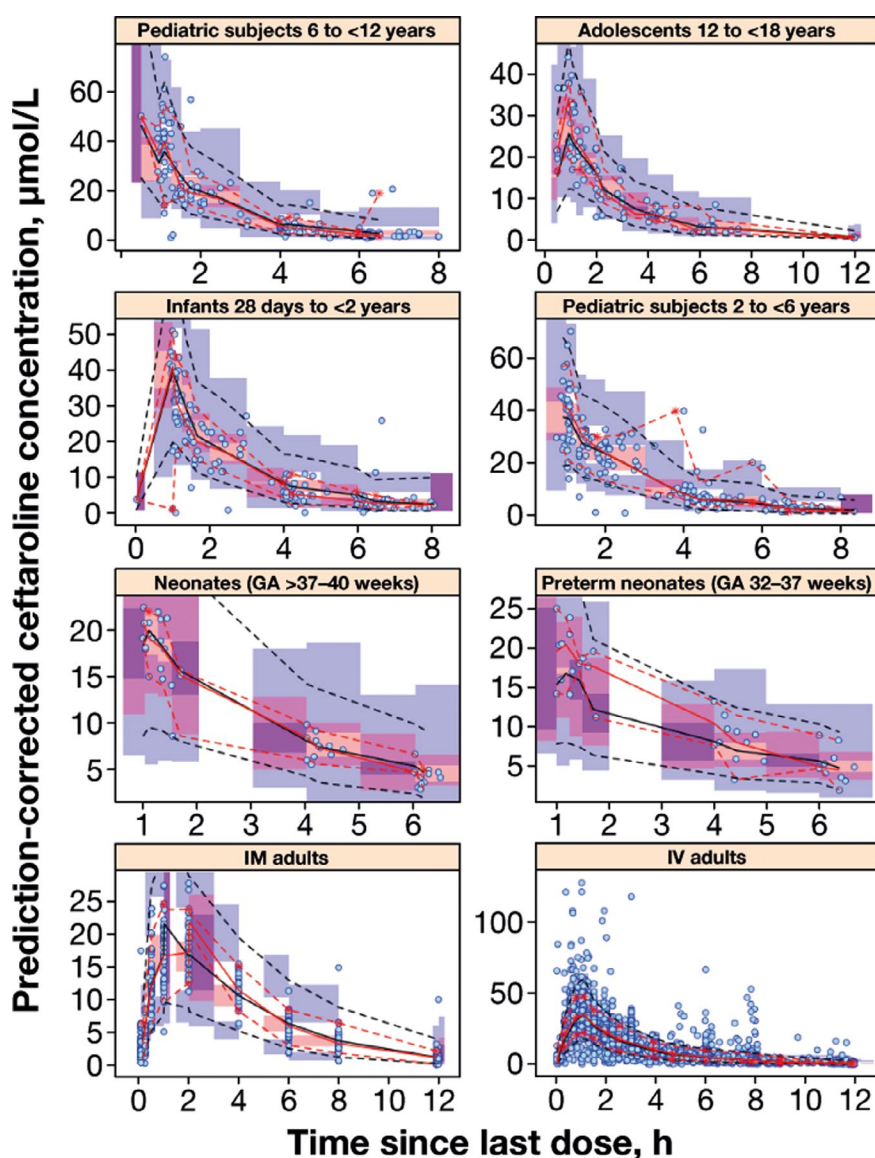 Prediction-corrected ceftaroline concentration, µmol/L
Pediatric subjects 6 to <12 years
60
40
20
0
2 4 6 8
Adolescents 12 to <18 years
40
30
20
10
0
0 2 4 6 8 10 12
Infants 28 days to <2 years
50
40
30
20
10
0
0 2 4 6 8
Pediatric subjects 2 to <6 years
60
40
20
0
2 4 6 8
Neonates (GA >37–40 weeks)
20
15
10
5
1 2 3 4 5 6
Preterm neonates (GA 32–37 weeks)
25
20
15
10
5
1 2 3 4 5 6
IM adults
25
20
15
10
5
0
0 2 4 6 8 10 12
IV adults
100
50
0
0 2 4 6 8 10 12
Time since last dose, h